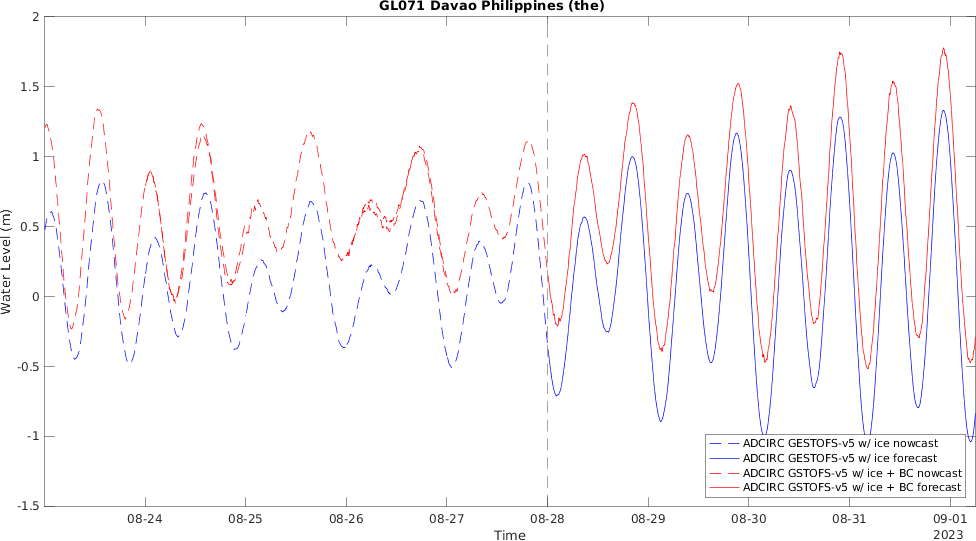 GL071 Davao Philippines (the)
2
1.5
1
0.5
0
-0.5
-1
-1.5
Water Level (m)
ADCIRC GESTOFS-v5 w/ ice nowcast
ADCIRC GESTOFS-v5 w/ ice forecast
ADCIRC GSTOFS-v5 w/ ice + BC nowcast
ADCIRC GSTOFS-v5 w/ ice + BC forecast
08-24 08-25 08-26 08-27 08-28 08-29 08-30 08-31 09-01
Time 2023